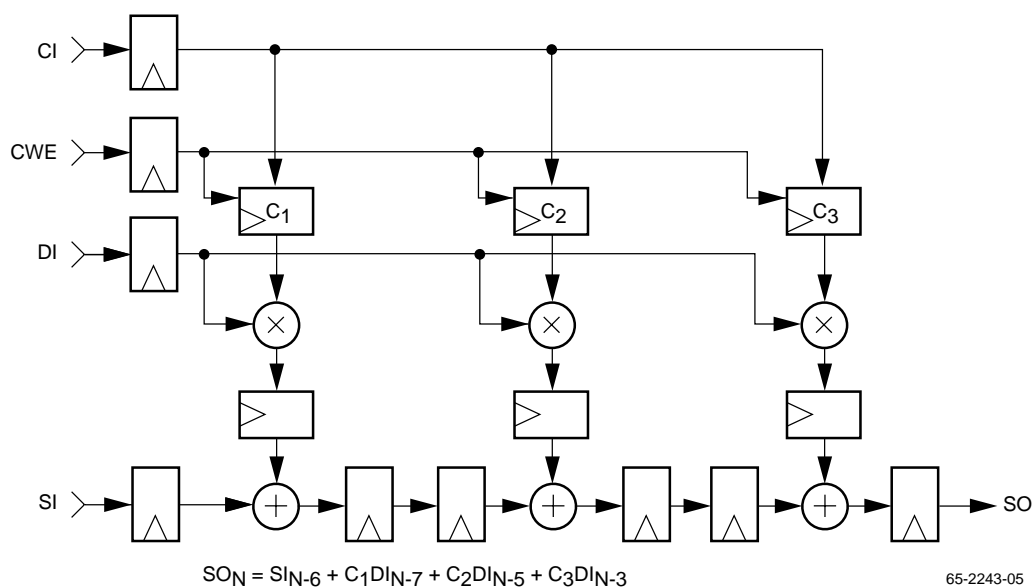 CI
CWE
C1
C2
C3
DI
×
×
×
SI
+
+
+
SO
SON = SIN-6 + C1DIN-7 + C2DIN-5 + C3DIN-3
65-2243-05